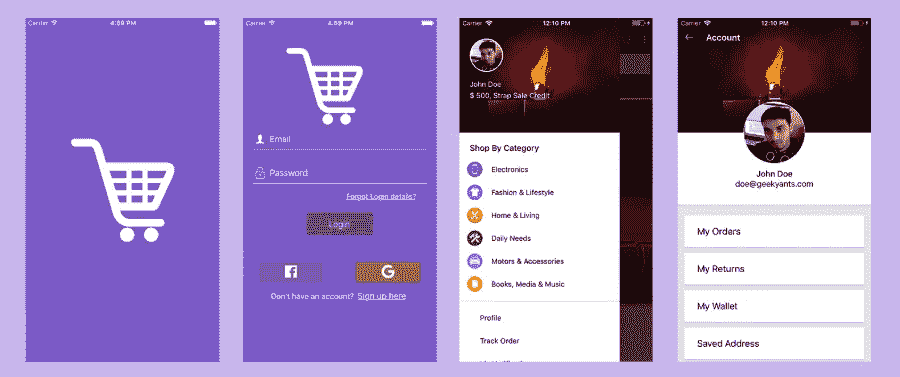 Carrier 4:59 PM
Carrier 4:59 PM
Email
Password
Forgot Login details?
Login
f
G
Don't have an account? Sign up here
Carrier 12:10 PM
John Doe
$ 500, Strap Sale Credit
Shop By Category
Electronics
Fashion & Lifestyle
Home & Living
Daily Needs
Motors & Accessories
Books, Media & Music
Profile
Track Order
Carrier 12:10 PM
Account
John Doe
doe@geekyants.com
My Orders
My Returns
My Wallet
Saved Address